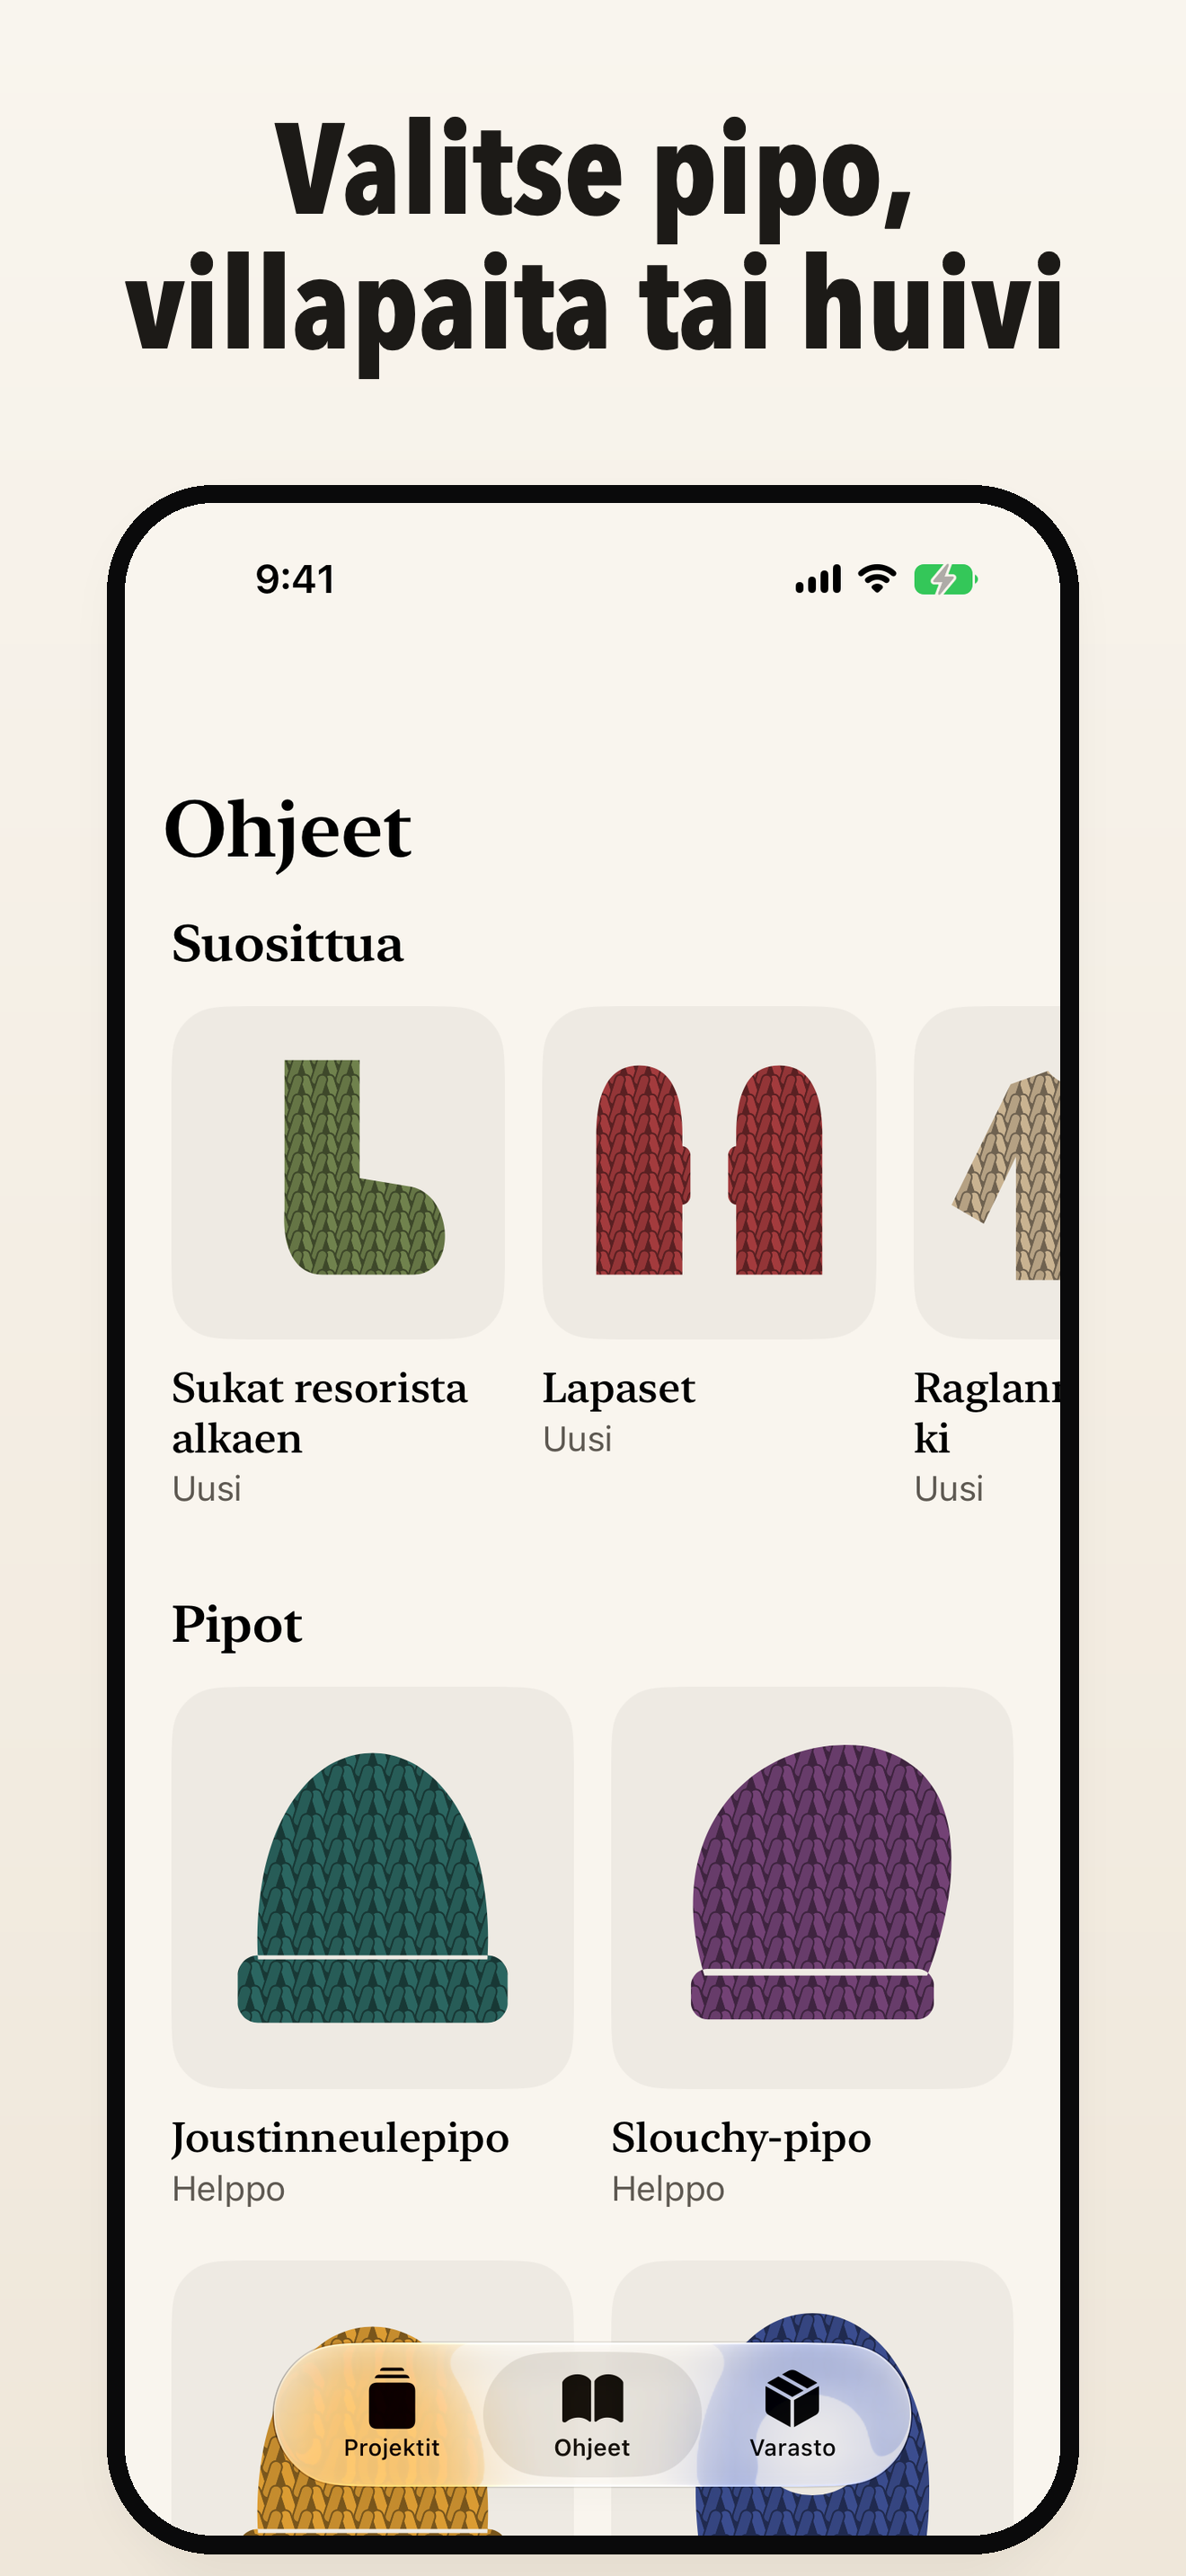 Valitse pipo,
villapaita tai huivi
9:41
Ohjeet
Suosittua
Sukat resorista
alkaen
Uusi
Lapaset
Uusi
ki
Uusi
Pipot
Joustinneulepipo
Helppo
Slouchy-pipo
Helppo
Projektit
Ohjeet
Varasto